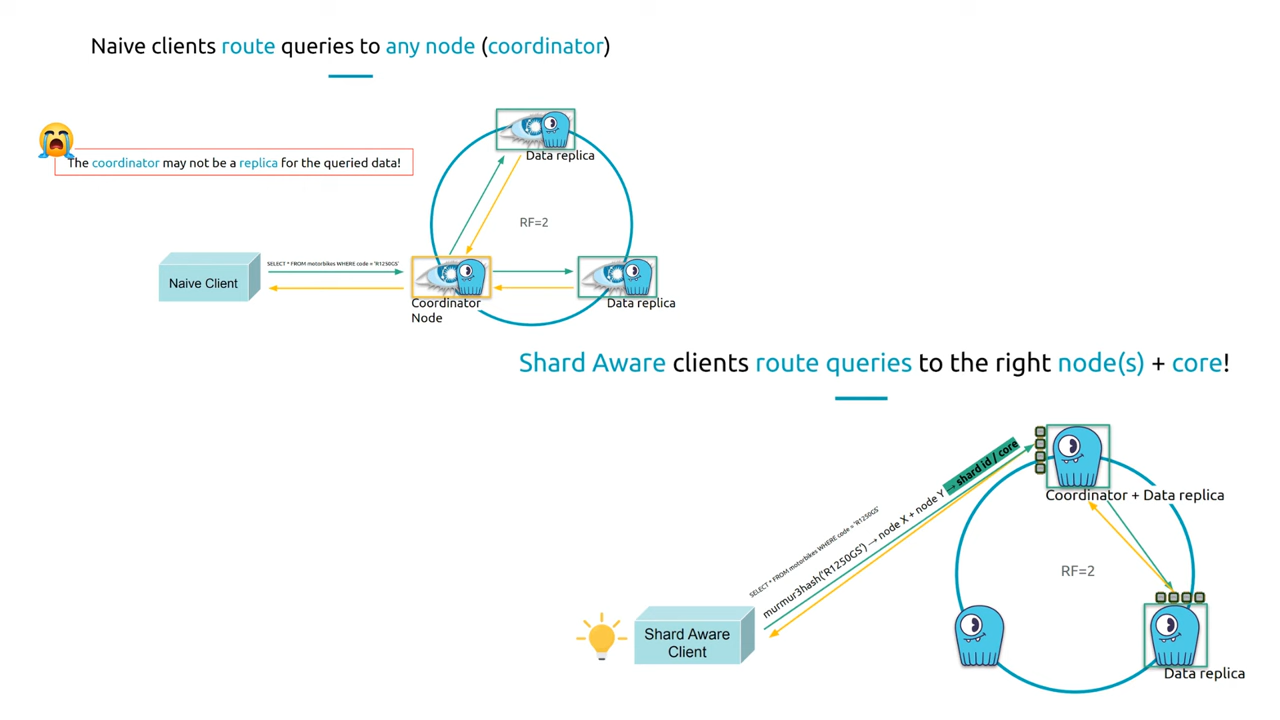 Naive clients route queries to any node (coordinator)
The coordinator may not be a replica for the queried data!
Data replica
RF=2
SELECT * FROM motorbikes WHERE code = 'R1250GS'
Naive Client
Coordinator
Node
Data replica
Shard Aware clients route queries to the right node(s) + core!
SELECT * FROM motorbikes WHERE code = 'R1250GS'
murmur3hash('R1250GS') → node X + node Y → shard id / core
Coordinator + Data replica
RF=2
Shard Aware
Client
Data replica